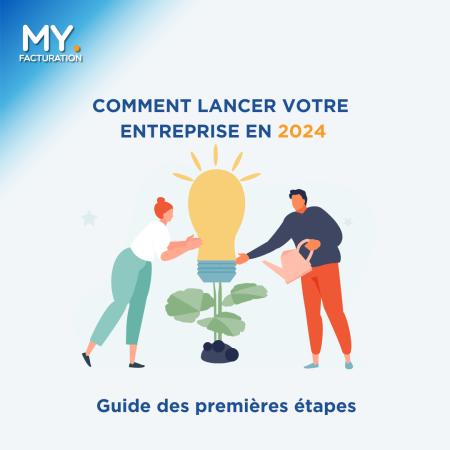 MY.
FACTURATION
COMMENT LANCER VOTRE
ENTREPRISE EN 2024
Guide des premières étapes